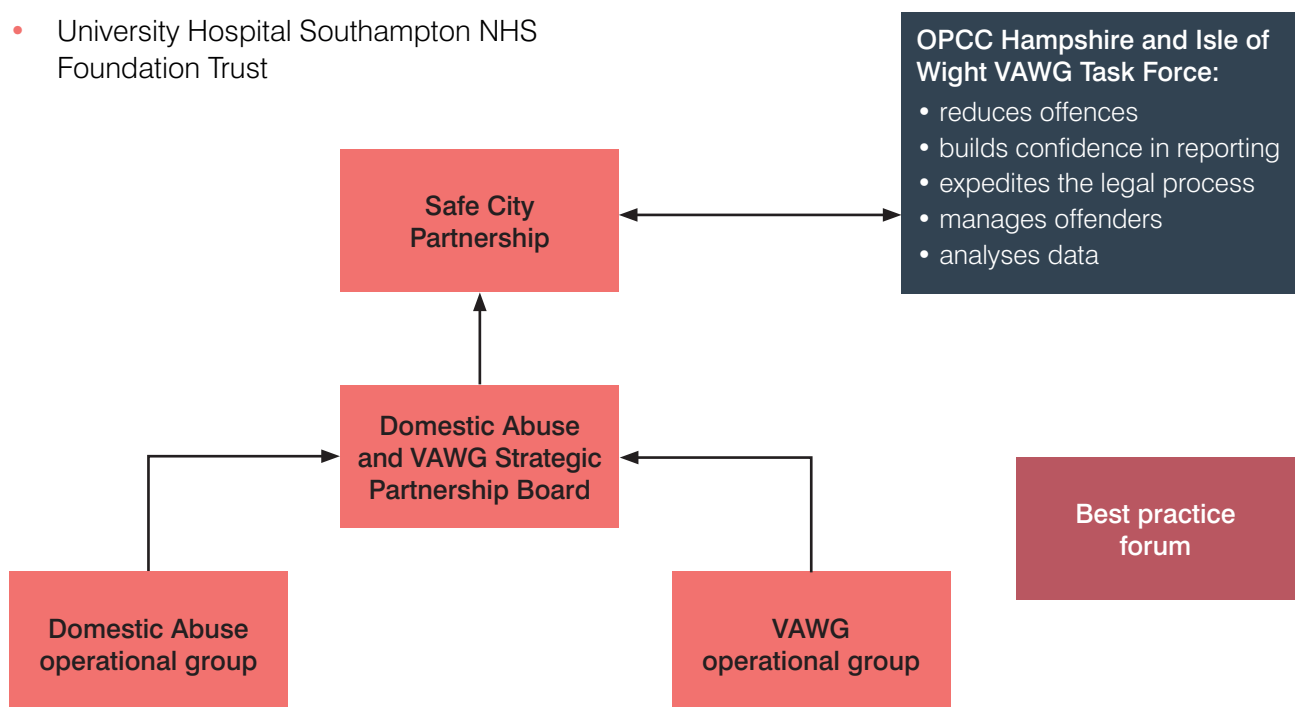 • University Hospital Southampton NHS
Foundation Trust
OPCC Hampshire and Isle of
Wight VAWG Task Force:
• reduces offences
• builds confidence in reporting
• expedites the legal process
• manages offenders
• analyses data
Safe City
Partnership
Domestic Abuse
and VAWG Strategic
Partnership Board
Best practice
forum
Domestic Abuse
operational group
VAWG
operational group